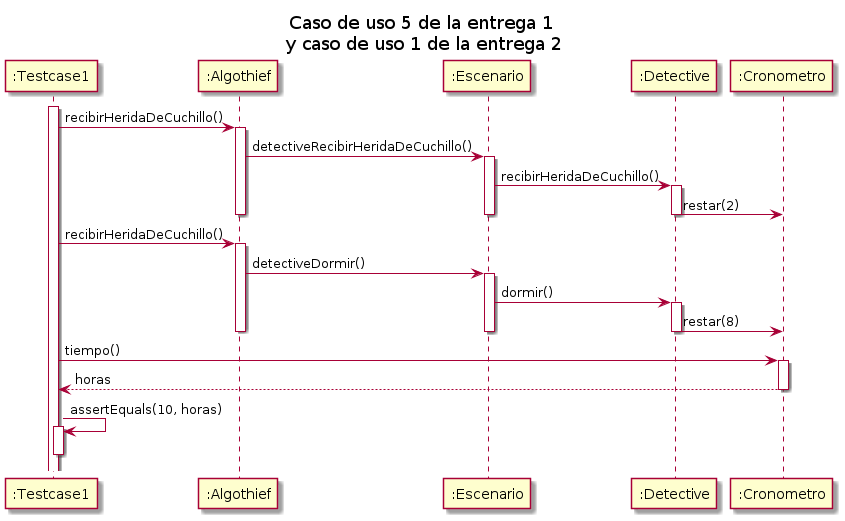 Caso de uso 5 de la entrega 1
y caso de uso 1 de la entrega 2
:Testcase1
:Algothief
:Escenario
:Detective
:Cronometro
recibirHeridaDeCuchillo()
detectiveRecibirHeridaDeCuchillo()
recibirHeridaDeCuchillo()
restar(2)
recibirHeridaDeCuchillo()
detectiveDormir()
dormir()
restar(8)
tiempo()
horas
assertEquals(10, horas)
:Testcase1
:Algothief
:Escenario
:Detective
:Cronometro